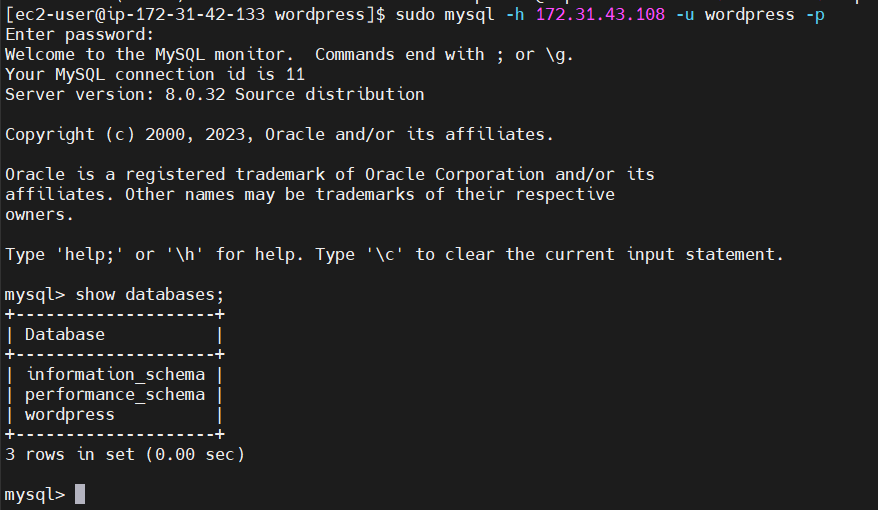 [ec2-user@ip-172-31-42-133 wordpress]$ sudo mysql -h 172.31.43.108 -u wordpress -p
Enter password:
Welcome to the MySQL monitor.  Commands end with ; or \g.
Your MySQL connection id is 11
Server version: 8.0.32 Source distribution

Copyright (c) 2000, 2023, Oracle and/or its affiliates.

Oracle is a registered trademark of Oracle Corporation and/or its
affiliates. Other names may be trademarks of their respective
owners.

Type 'help;' or '\h' for help. Type '\c' to clear the current input statement.

mysql> show databases;
+--------------------+
| Database           |
+--------------------+
| information_schema |
| performance_schema |
| wordpress          |
+--------------------+
3 rows in set (0.00 sec)

mysql>